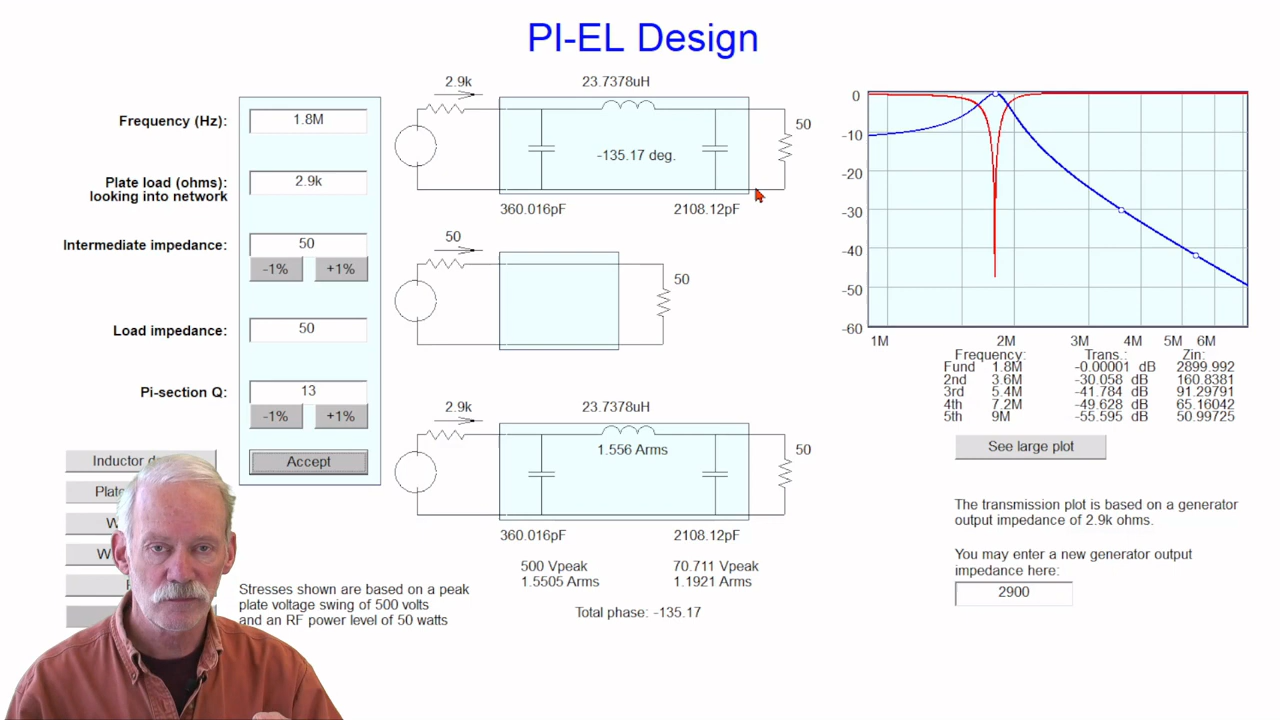 PI-EL Design
Frequency (Hz):
1.8M
Plate load (ohms):
looking into network
2.9k
Intermediate impedance:
50
-1%
+1%
Load impedance:
50
Pi-section Q:
13
-1%
+1%
Accept
Inductor
Plate
Stresses shown are based on a peak
plate voltage swing of 500 volts
and an RF power level of 50 watts
2.9k
23.7378uH
50
-135.17 deg.
360.016pF
2108.12pF
50
50
2.9k
23.7378uH
1.556 Arms
50
360.016pF
2108.12pF
500 Vpeak
70.711 Vpeak
1.5505 Arms
1.1921 Arms
Total phase: -135.17
0
-10
-20
-30
-40
-50
-60
1M
2M
3M
4M
5M
6M
Frequency: Trans.: Zin:
Fund 1.8M -0.00001 dB 2899.992
2nd 3.6M -30.058 dB 160.8381
3rd 5.4M -41.784 dB 91.29791
4th 7.2M -49.628 dB 65.16042
5th 9M -55.595 dB 50.99725
See large plot
The transmission plot is based on a generator
output impedance of 2.9k ohms.
You may enter a new generator output
impedance here:
2900